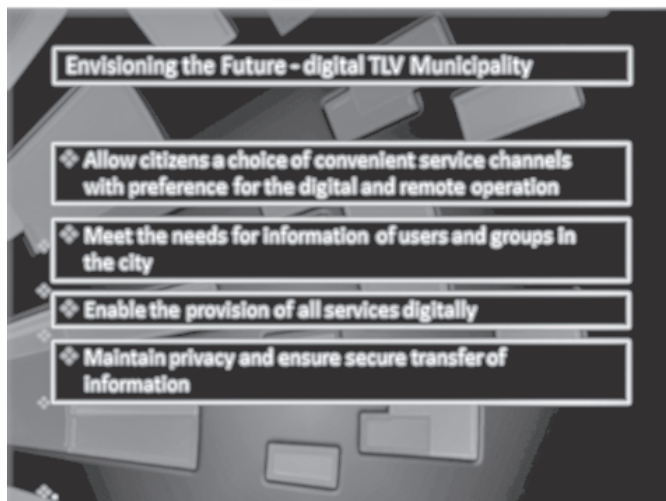 Envisioning the Future - digital TLV Municipality
❖ Allow citizens a choice of convenient service channels
with preference for the digital and remote operation
❖ Meet the needs for information of users and groups in
the city
❖ Enable the provision of all services digitally
❖ Maintain privacy and ensure secure transfer of
information